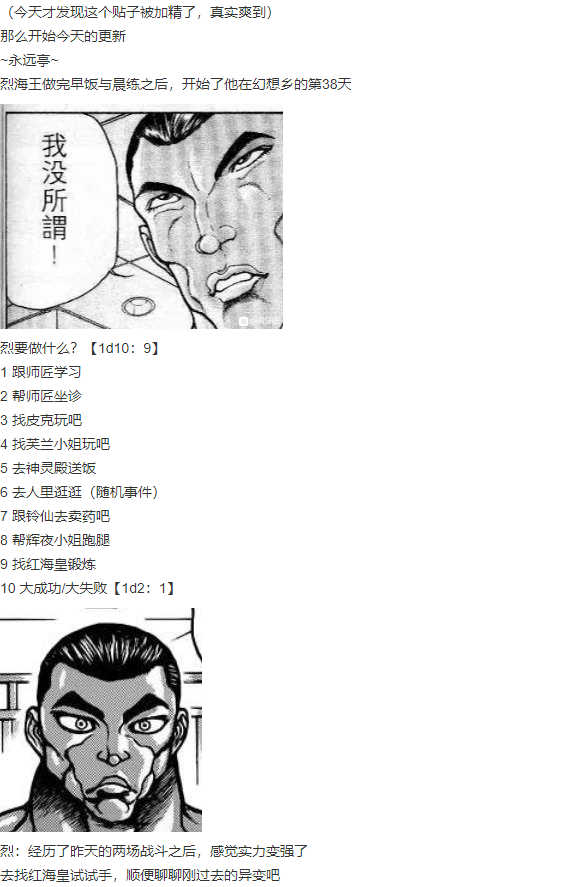 （今天才发现这个贴子被加精了，真实爽到）
那么开始今天的更新
~永远亭~
烈海王做完早饭与晨练之后，开始了他在幻想乡的第38天
我没所謂！
烈要做什么？【1d10：9】
1 跟师匠学习
2 帮师匠坐诊
3 找皮克玩吧
4 找芙兰小姐玩吧
5 去神灵殿送饭
6 去人里逛逛（随机事件）
7 跟铃仙去卖药吧
8 帮辉夜小姐跑腿
9 找红海皇锻炼
10 大成功/大失败【1d2：1】
烈：经历了昨天的两场战斗之后，感觉实力变强了
去找红海皇试试手，顺便聊聊刚过去的异变吧